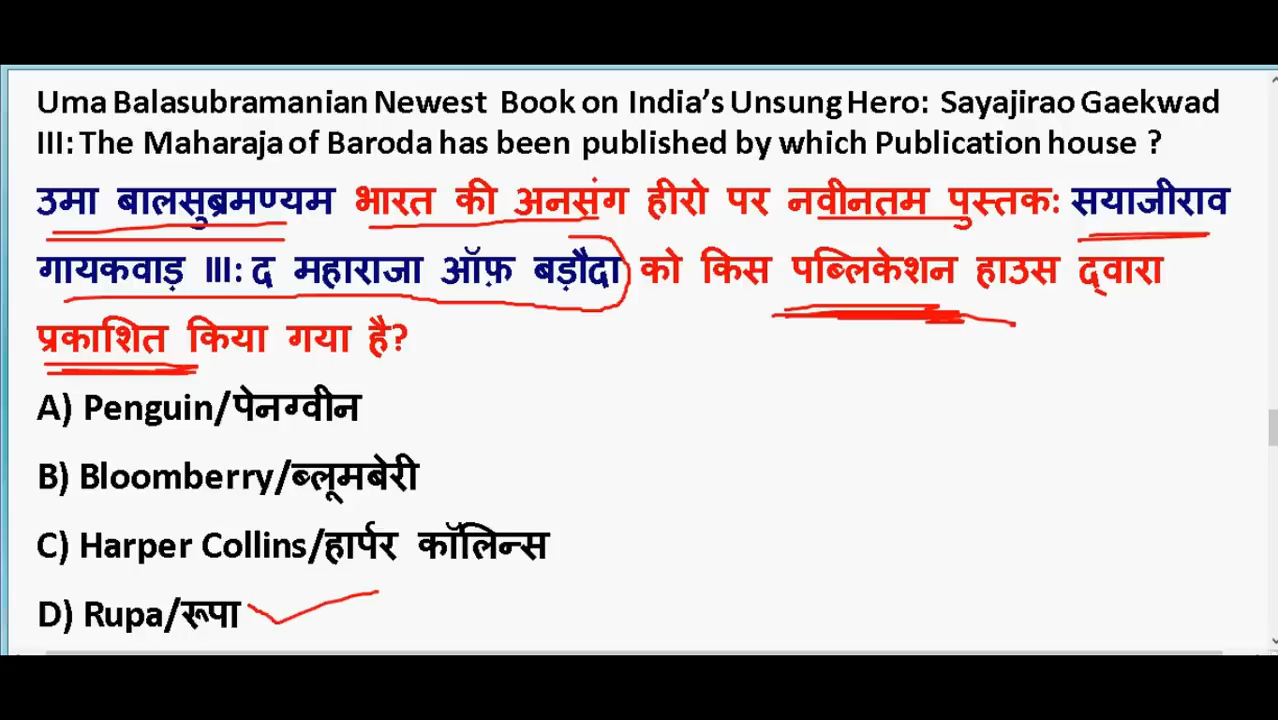 Uma Balasubramanian Newest Book on India's Unsung Hero: Sayajirao Gaekwad
III: The Maharaja of Baroda has been published by which Publication house ?
उमा बालसुब्रमण्यम भारत की अनसंग हीरो पर नवीनतम पुस्तक: सयाजीराव
गायकवाड़ III: द महाराजा ऑफ़ बड़ौदा को किस पब्लिकेशन हाउस द्वारा
प्रकाशित किया गया है?
A) Penguin/पेनग्वीन
B) Bloomberry/ब्लूमबेरी
C) Harper Collins/हार्पर कॉलिन्स
D) Rupa/रूपा